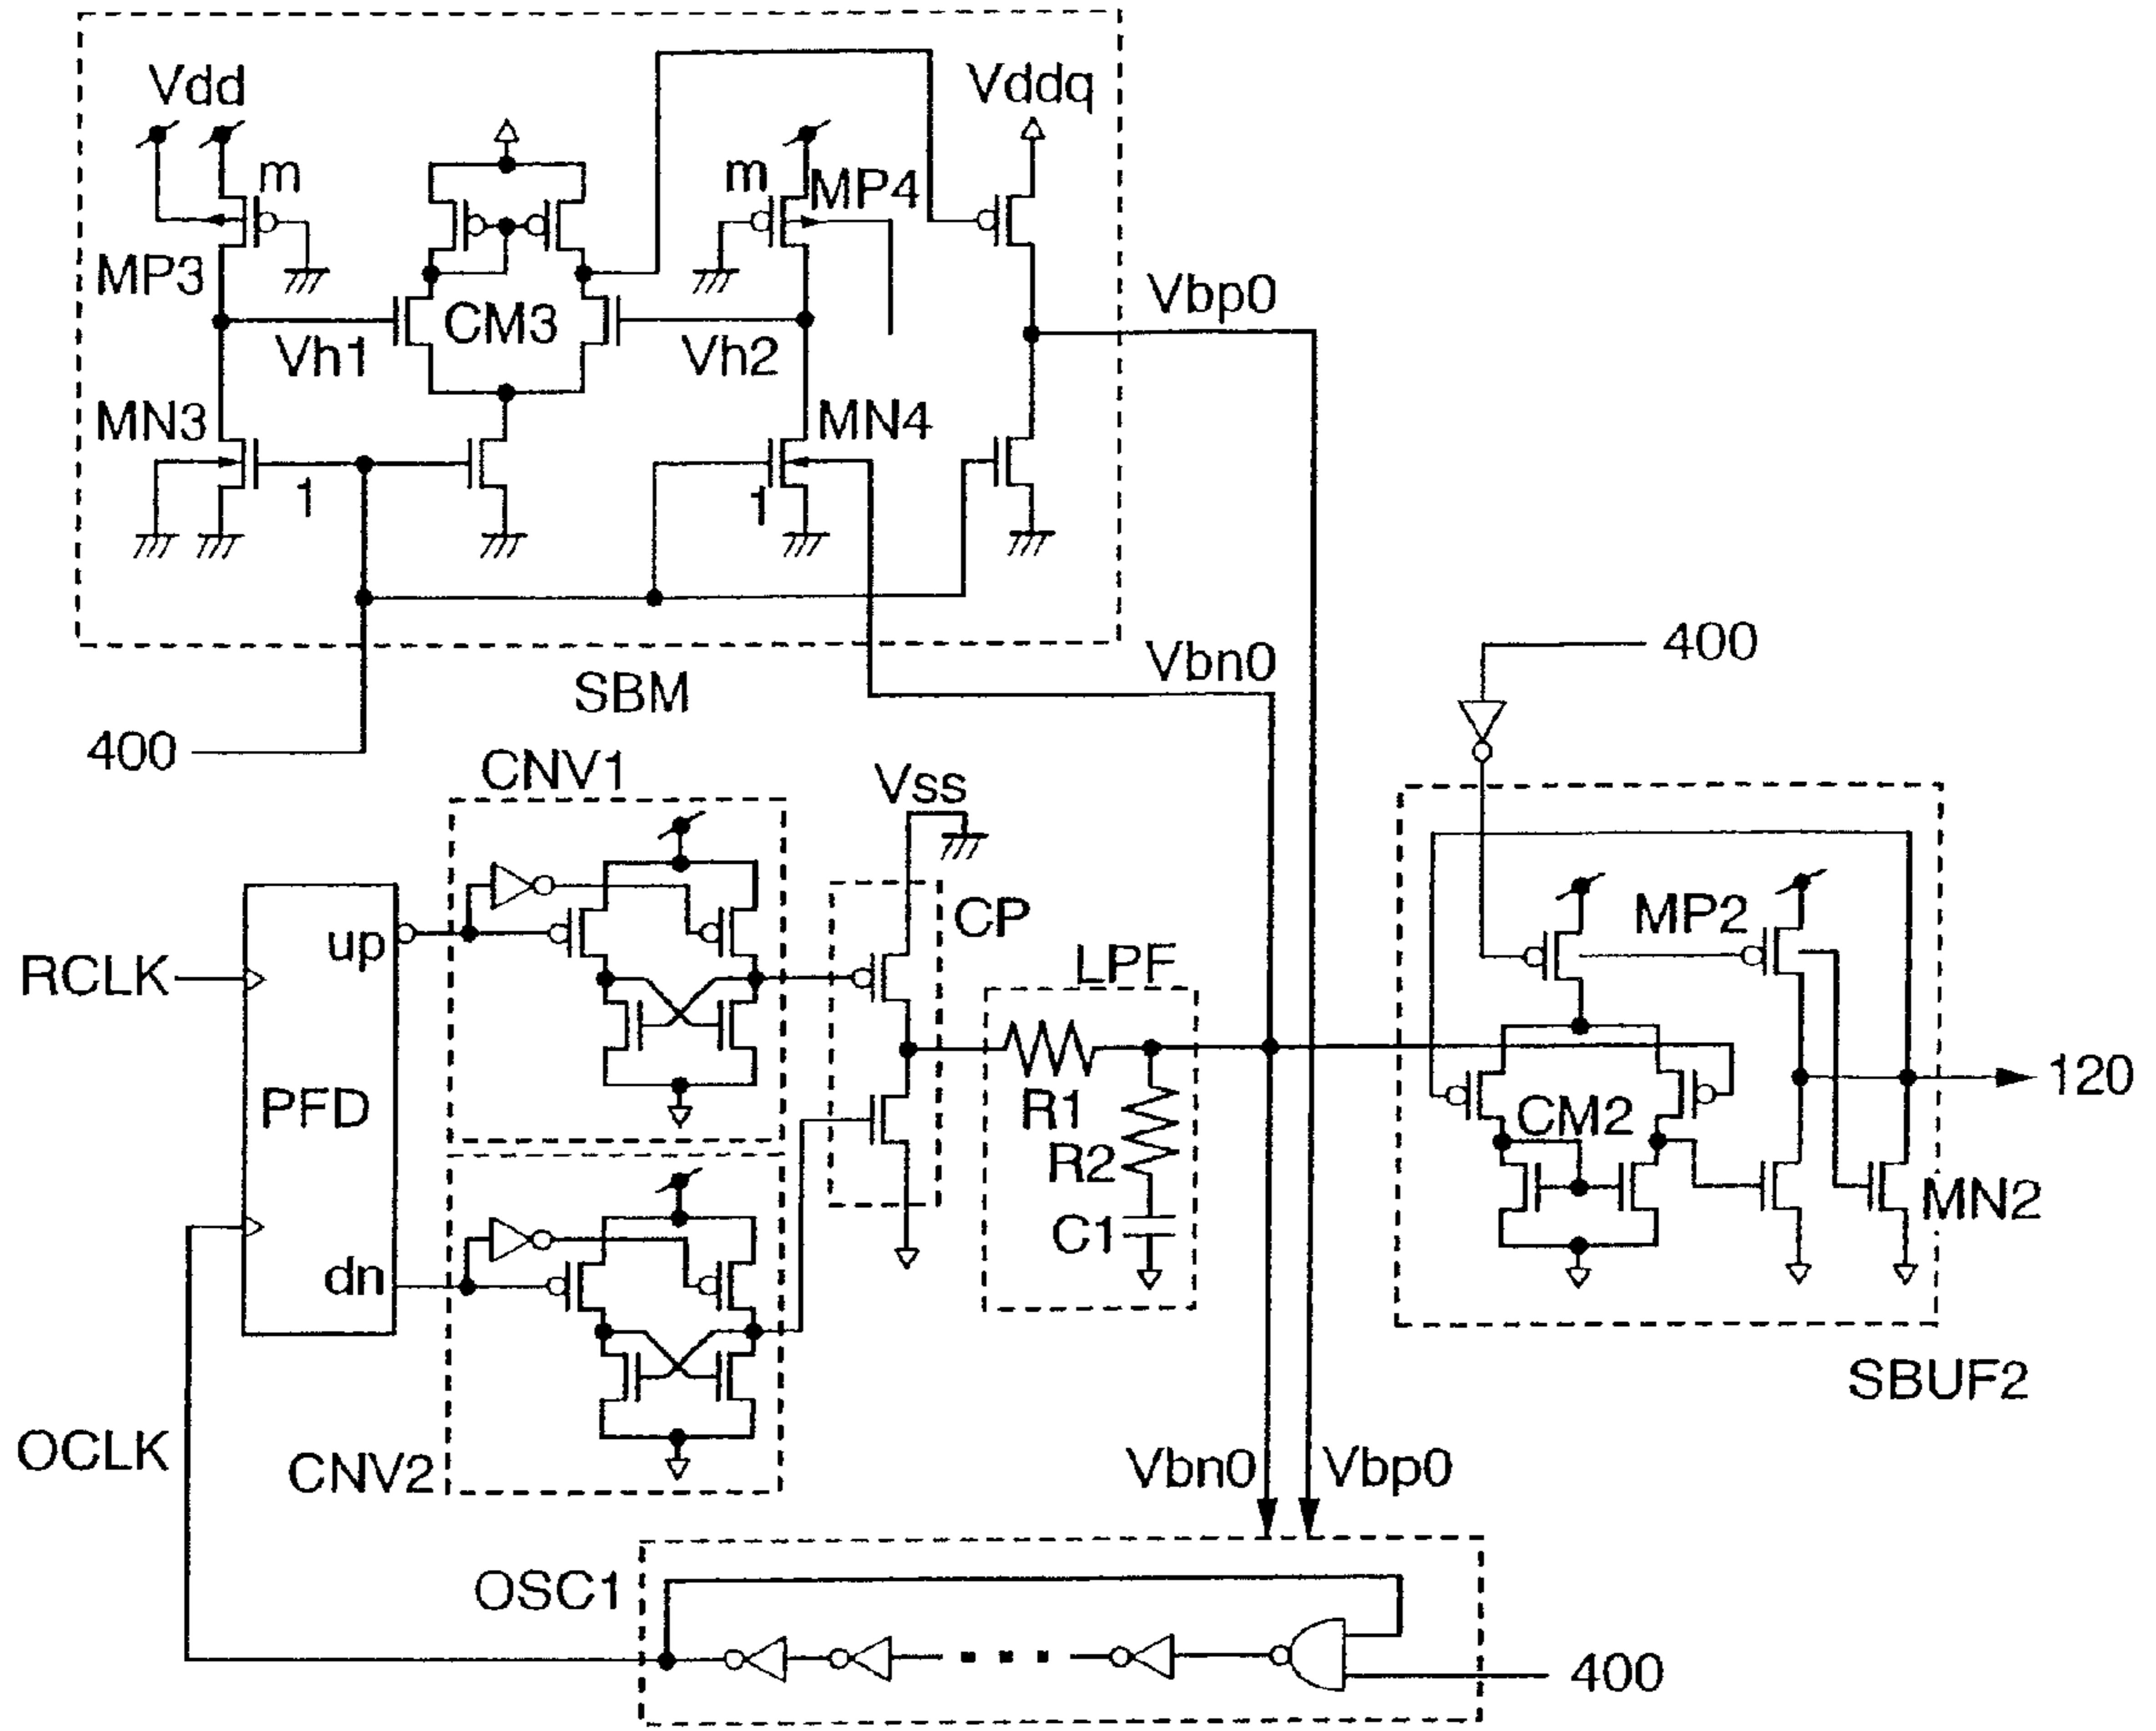 Vdd
Vddq
m
m
MP4
MP3
CM3
Vbp0
Vh1
Vh2
MN3
MN4
1
1
400
Vbn0
SBM
400
CNV1
Vss
CP
MP2
up
RCLK
LPF
120
PFD
R1
CM2
R2
MN2
C1
dn
SBUF2
OCLK
CNV2
Vbn0
Vbp0
OSC1
400